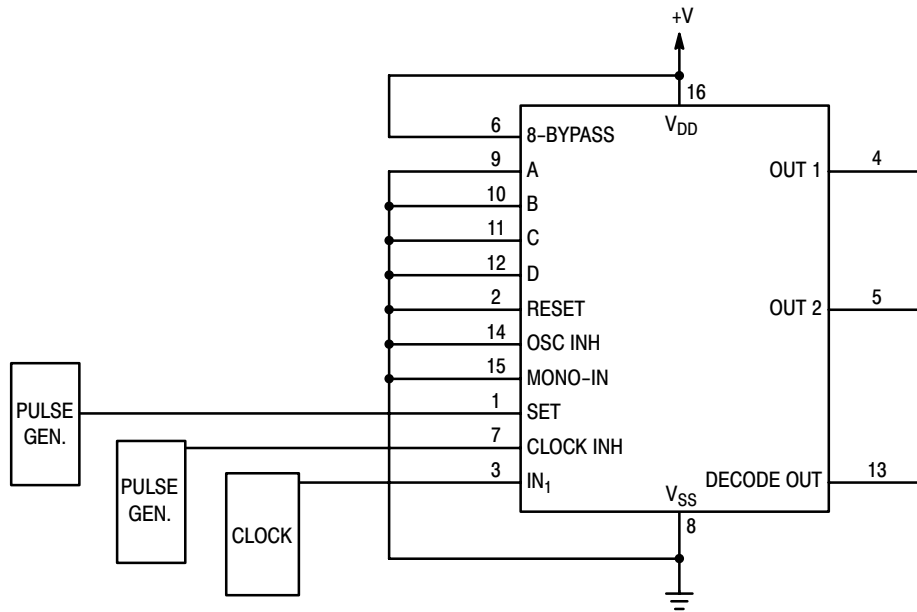 +V
16
VDD
6
8-BYPASS
9
A
OUT 1
4
10
B
11
C
12
D
2
RESET
OUT 2
5
14
OSC INH
15
MONO-IN
PULSE
GEN.
1
SET
7
CLOCK INH
PULSE
GEN.
3
IN1
DECODE OUT
13
CLOCK
VSS
8